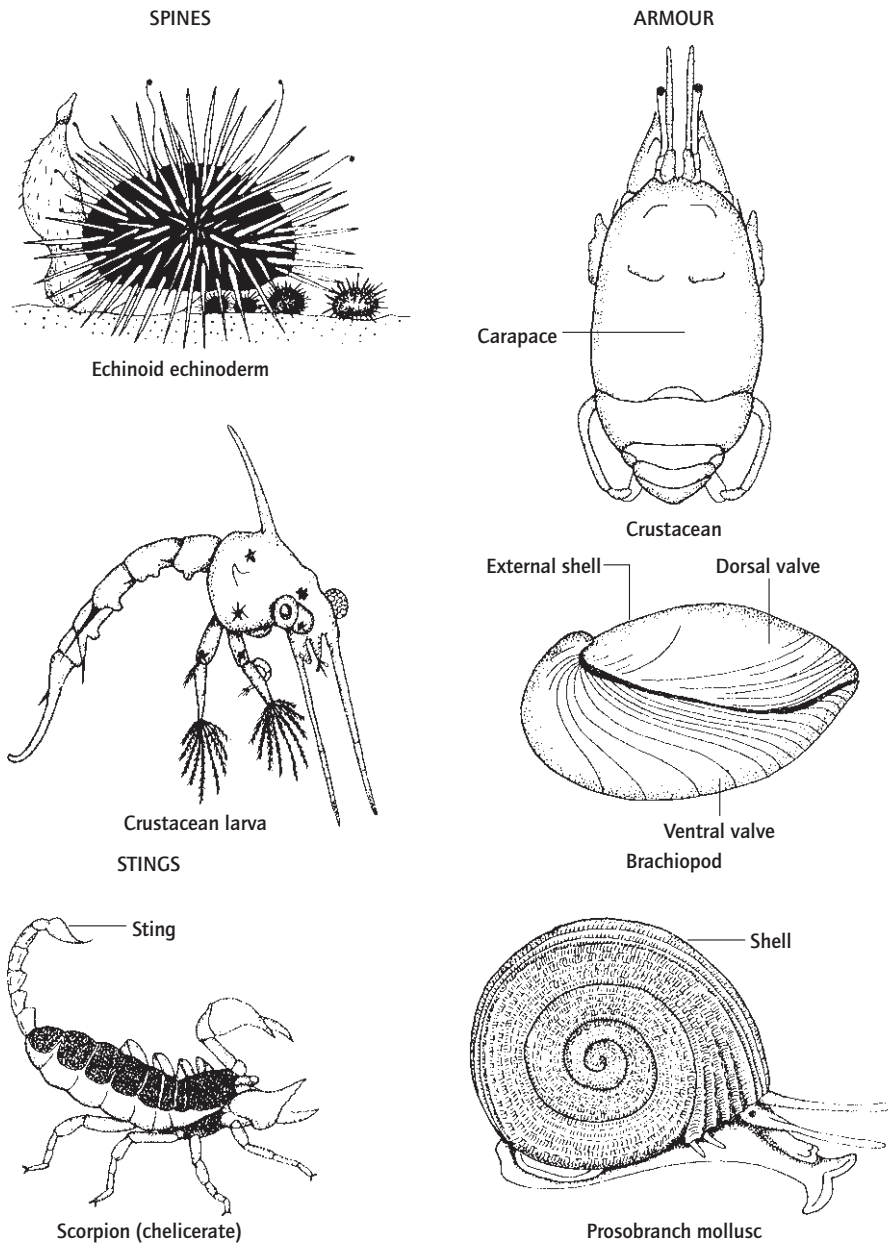 SPINES
Echinoid echinoderm
Crustacean larva
STINGS
Sting
Scorpion (chelicerate)
ARMOUR
Carapace
Crustacean
External shell
Dorsal valve
Ventral valve
Brachiopod
Shell
Prosobranch mollusc